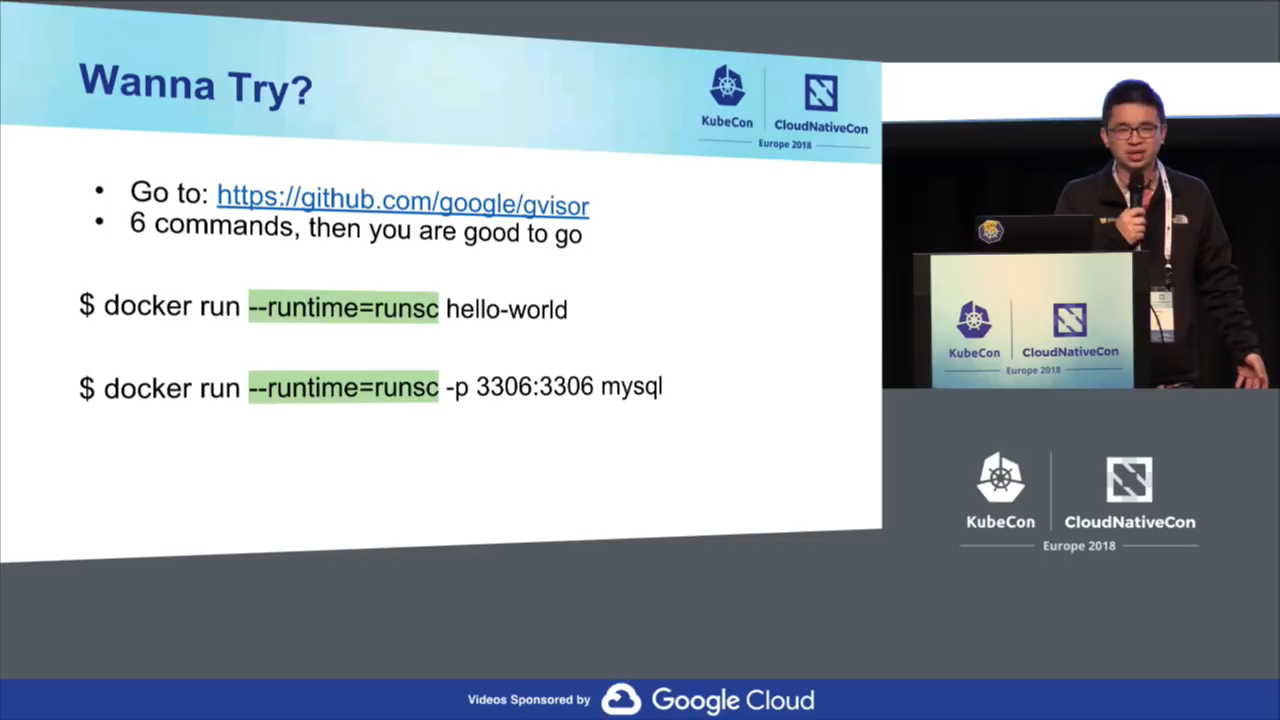 Wanna Try?
KubeCon
CloudNativeCon
Europe 2018
• Go to: https://github.com/google/gvisor
• 6 commands, then you are good to go
$ docker run --runtime=runsc hello-world
$ docker run --runtime=runsc -p 3306:3306 mysql
KubeCon
CloudNativeCon
Europe 2018
KubeCon
CloudNativeCon
Europe 2018
Videos Sponsored by Google Cloud